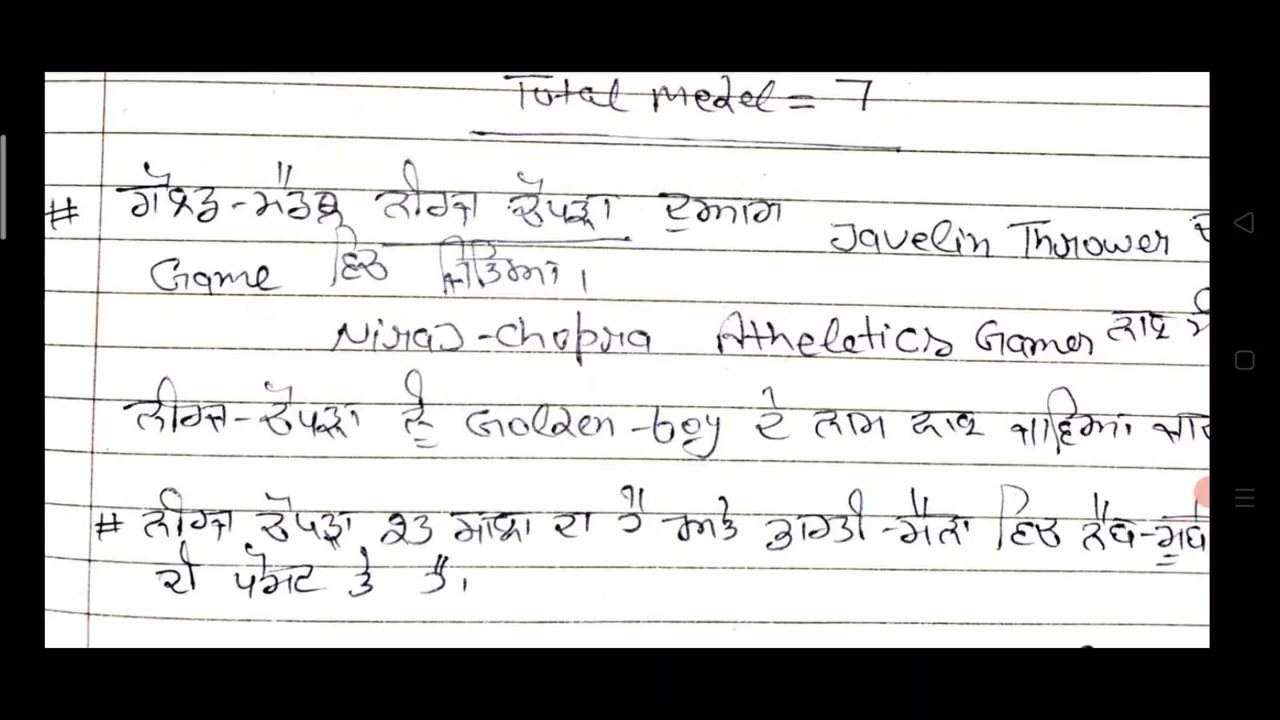 Total Medel = 7
# ਗੋਲਡ-ਮੈਡਲ ਨੀਰਜ ਚੋਪੜਾ ਦੁਆਰਾ Javelin Thrower
Game ਵਿਚ ਜਿੱਤਿਆ।
Niraj-Chopra Atheletics Games ਨਾਲ
ਨੀਰਜ-ਚੋਪੜਾ ਨੂੰ Golden-boy ਦੇ ਨਾਮ ਨਾਲ ਜਾਣਿਆ
# ਨੀਰਜ ਚੋਪੜਾ 23 ਸਾਲਾ ਦਾ ਹੈ ਅਤੇ ਭਾਰਤੀ-ਸੈਨਾ ਵਿਚ
ਦੀ ਪੋਸਟ ਤੇ ਹੈ।